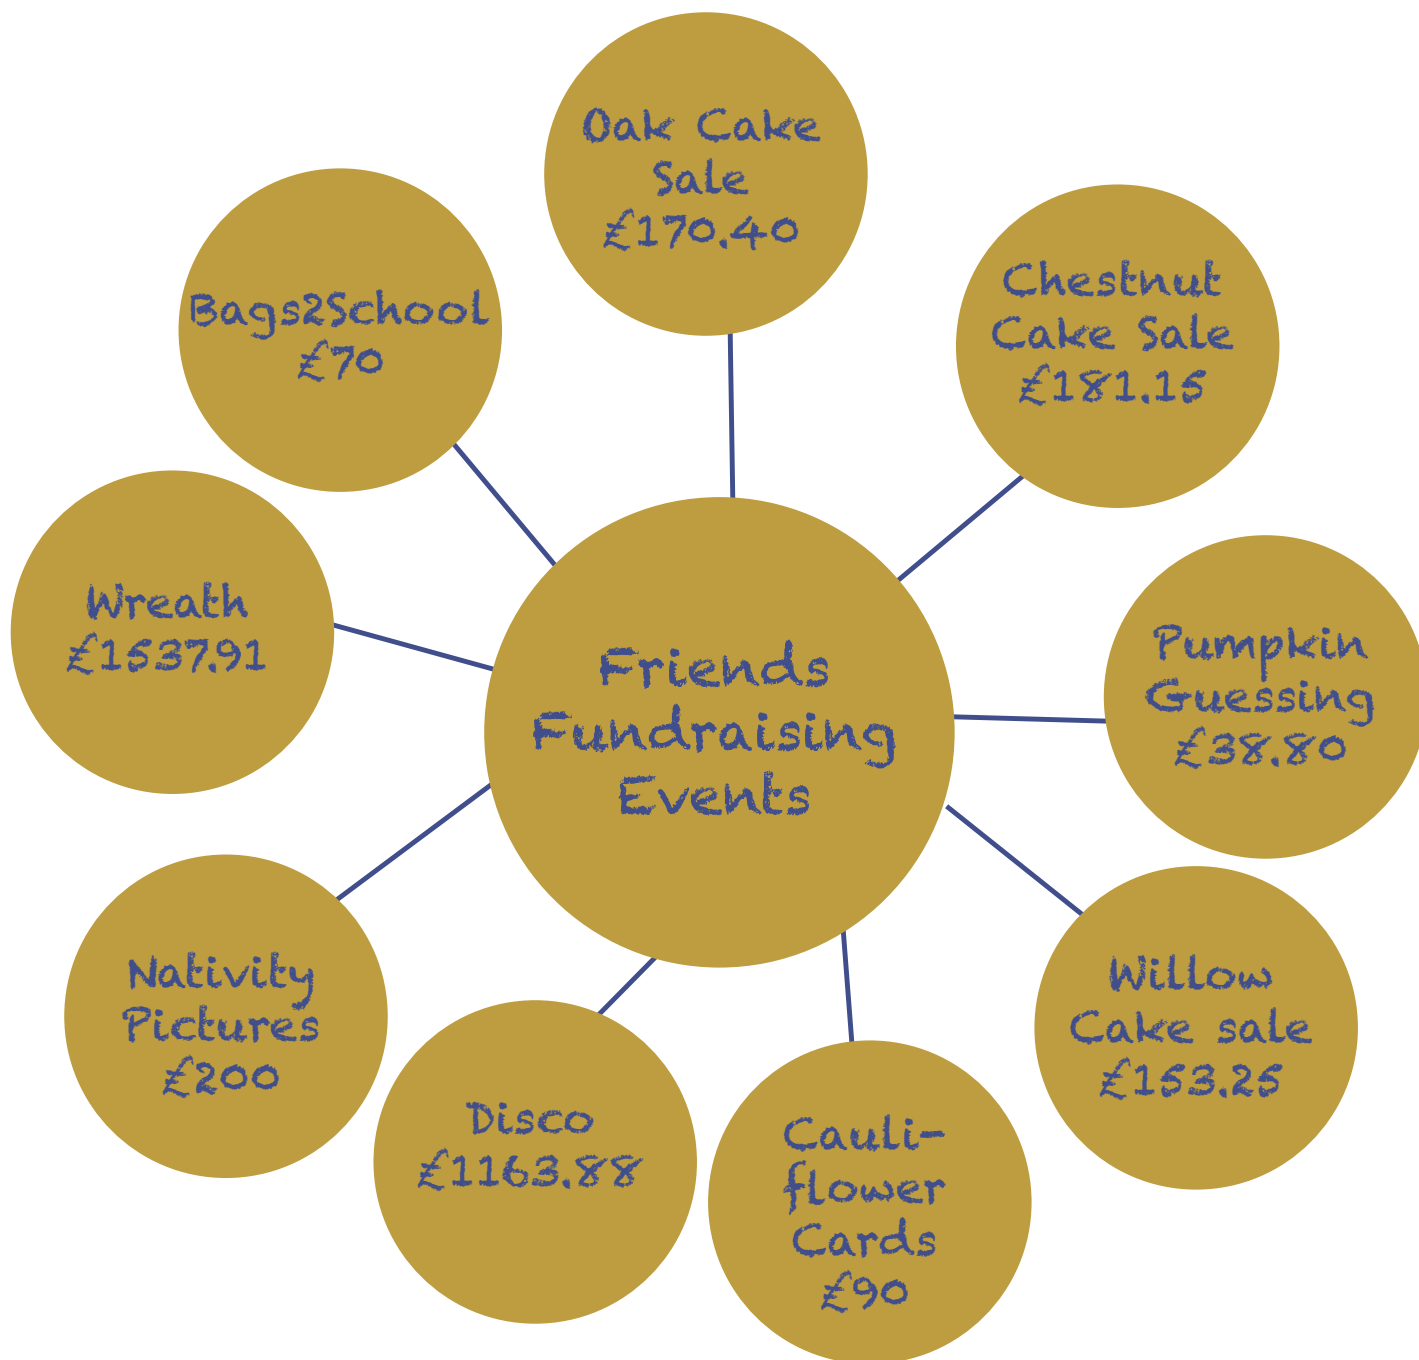 Oak Cake
Sale
£170.40
Chestnut
Cake Sale
£181.15
Bags2School
£70
Wreath
£1537.91
Friends
Fundraising
Events
Pumpkin
Guessing
£38.80
Nativity
Pictures
£200
Willow
Cake sale
£153.25
Disco
£1163.88
Cauli-
flower
Cards
£90